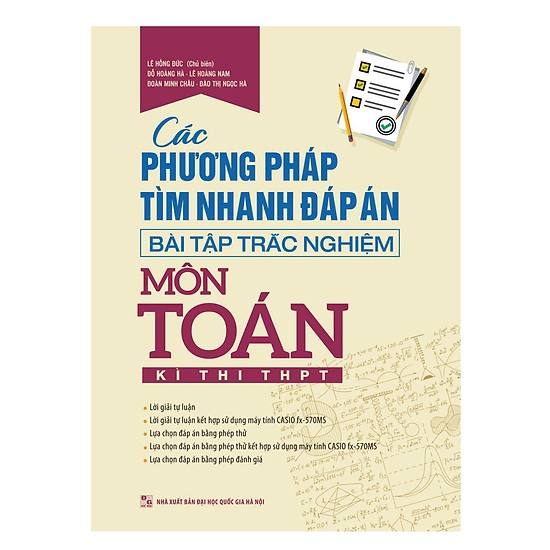 LÊ HỒNG ĐỨC (Chủ biên)
ĐỖ HOÀNG HÀ - LÊ HOÀNG NAM
ĐOÀN MINH CHÂU - ĐÀO THỊ NGỌC HÀ
Các
PHƯƠNG PHÁP
TÌM NHANH ĐÁP ÁN
BÀI TẬP TRẮC NGHIỆM
MÔN
TOÁN
KÌ THI THPT
• Lời giải tự luận
• Lời giải tự luận kết hợp sử dụng máy tính CASIO fx-570MS
• Lựa chọn đáp án bằng phép thử
• Lựa chọn đáp án bằng phép thử kết hợp sử dụng máy tính CASIO fx-570MS
• Lựa chọn đáp án bằng phép đánh giá
NHÀ XUẤT BẢN ĐẠI HỌC QUỐC GIA HÀ NỘI